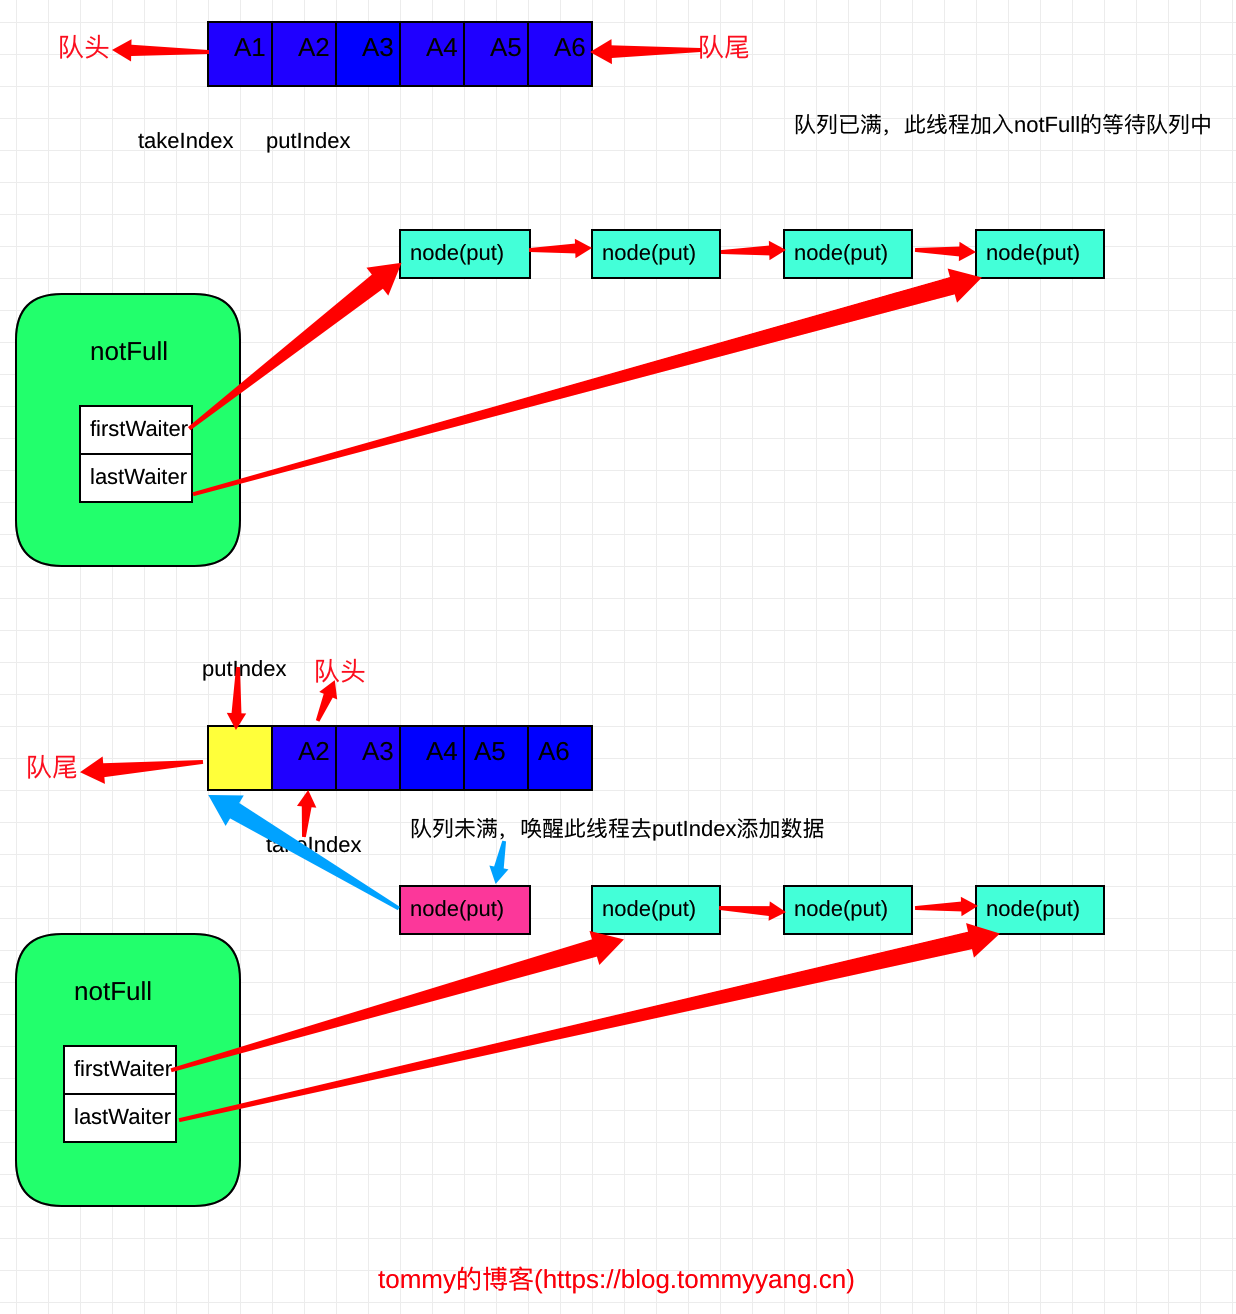 队头
A1 A2 A3 A4 A5 A6
队尾
takeIndex putIndex
队列已满，此线程加入notFull的等待队列中
node(put) node(put) node(put) node(put)
notFull
firstWaiter
lastWaiter
putIndex 队头
队尾
A2 A3 A4 A5 A6
takeIndex
队列未满，唤醒此线程去putIndex添加数据
node(put) node(put) node(put) node(put)
notFull
firstWaiter
lastWaiter
tommy的博客(https://blog.tommyyang.cn)